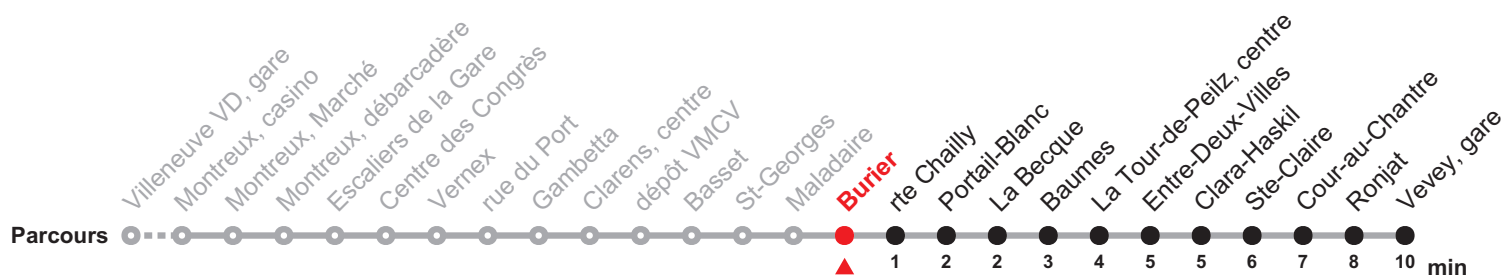 Villeneuve VD, gare
Montreux, casino
Montreux, Marché
Montreux, débarcadère
Escaliers de la Gare
Centre des Congrès
Vernex
rue du Port
Gambetta
Clarens, centre
dépôt VMCV
Basset
St-Georges
Maladaire
Burier
rte Chailly
Portail-Blanc
La Becque
Baumes
La Tour-de-Peilz, centre
Entre-Deux-Villes
Clara-Haskil
Ste-Claire
Cour-au-Chantre
Ronjat
Vevey, gare
Parcours
1 2 2 3 4 5 5 6 7 8 10 min